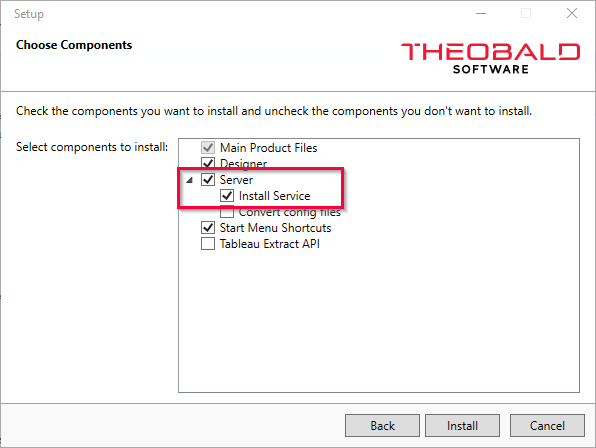 Setup
Choose Components
THEOBALD
SOFTWARE
Check the components you want to install and uncheck the components you don't want to install.
Select components to install:
Main Product Files
Designer
Server
Install Service
Convert config files
Start Menu Shortcuts
Tableau Extract API
Back
Install
Cancel